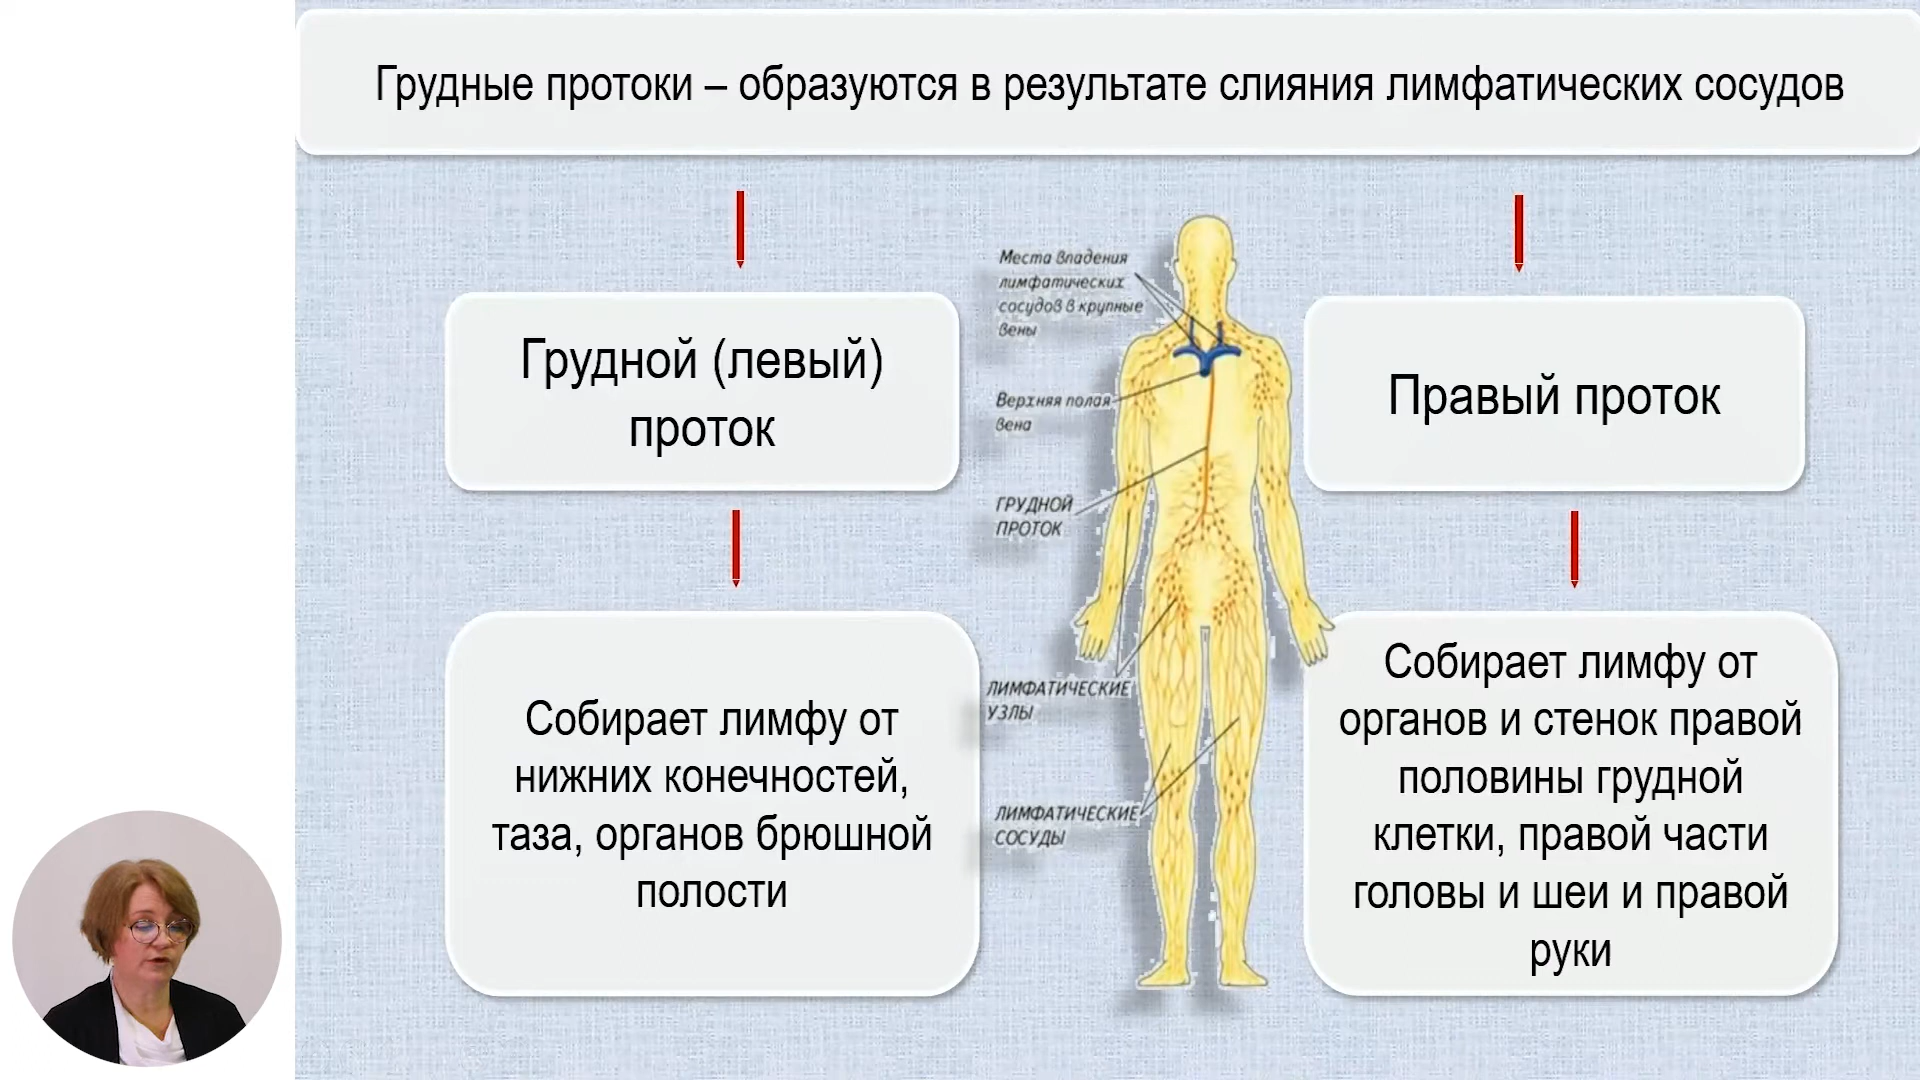 Грудные протоки – образуются в результате слияния лимфатических сосудов
Грудной (левый)
проток
Собирает лимфу от
нижних конечностей,
таза, органов брюшной
полости
Места впадения
лимфатических
сосудов в крупные
вены
Верхняя полая
вена
ГРУДНОЙ
ПРОТОК
ЛИМФАТИЧЕСКИЕ
УЗЛЫ
ЛИМФАТИЧЕСКИЕ
СОСУДЫ
Правый проток
Собирает лимфу от
органов и стенок правой
половины грудной
клетки, правой части
головы и шеи и правой
руки